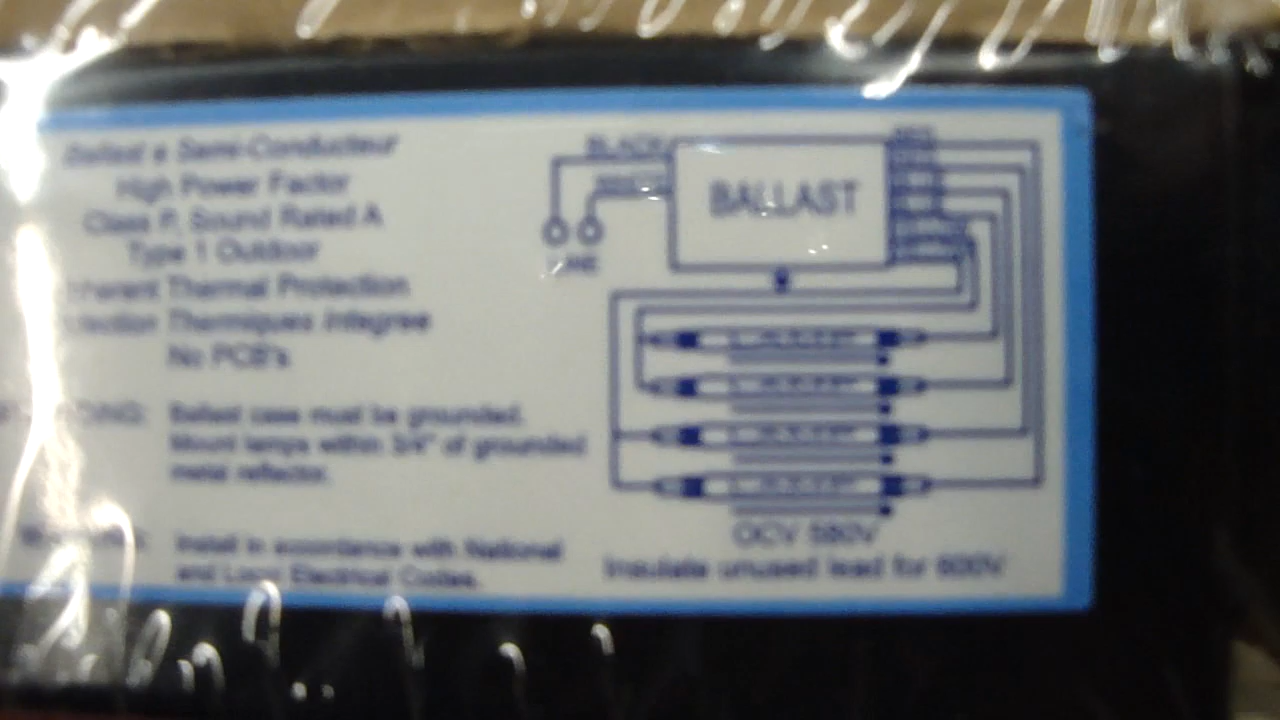 Ballast a Semi-Conducteur
High Power Factor
Class P, Sound Rated A
Type 1 Outdoor
Thermal Protection
Thermiques Integree
No PCB's
Ballast case must be grounded.
Mount lamps within 3/4" of grounded
metal reflector.
Install in accordance with National
and Local Electrical Codes.
BLACK
WHITE
LINE
BALLAST
RED
OCV 580V
Insulate unused lead for 600V